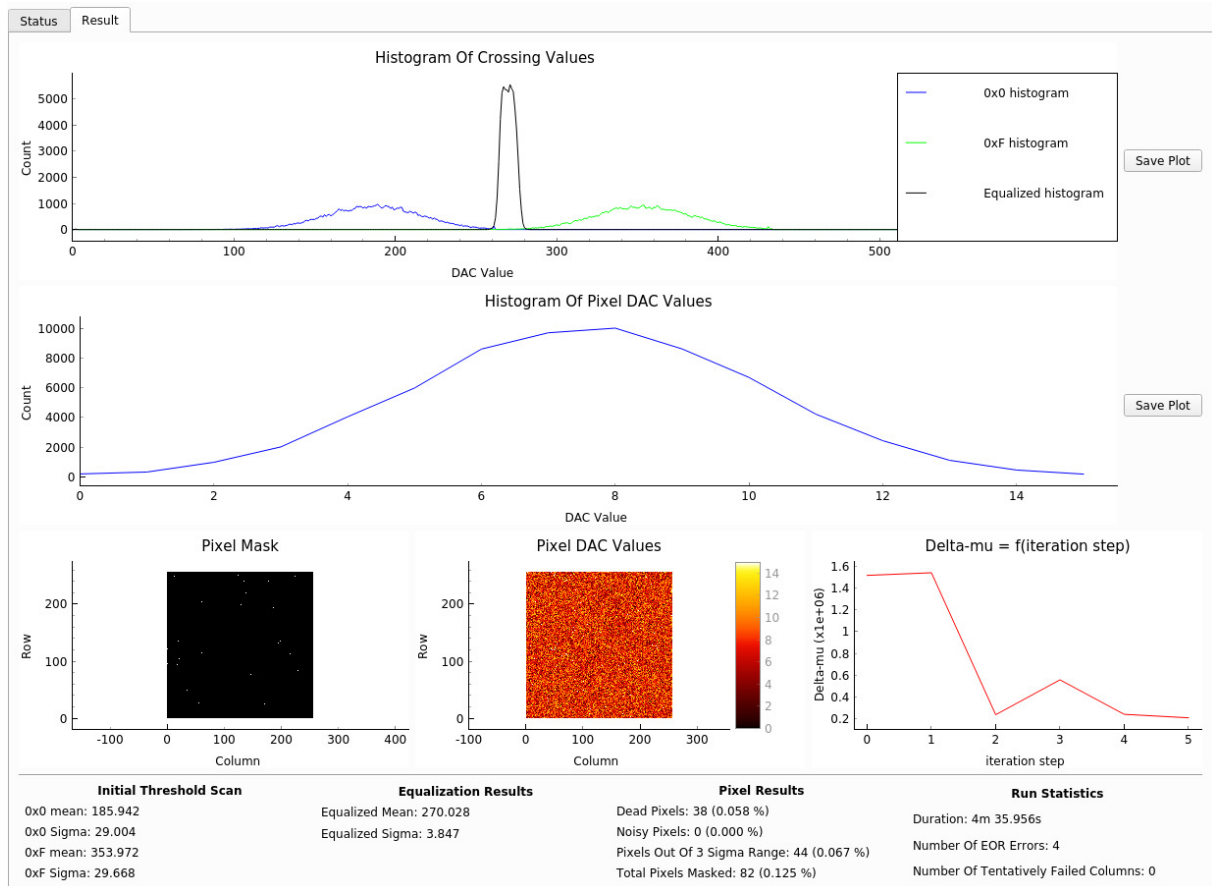 Status
Result
Histogram Of Crossing Values
5000
4000
3000
2000
1000
0
Count
0 100 200 300 400 500
DAC Value
0x0 histogram
0xF histogram
Equalized histogram
Save Plot
Histogram Of Pixel DAC Values
10000
8000
6000
4000
2000
0
Count
0 2 4 6 8 10 12 14
DAC Value
Save Plot
Pixel Mask
200
100
0
Row
-100 0 100 200 300 400
Column
Pixel DAC Values
200
100
0
Row
-100 0 100 200 300
Column
14
12
10
8
6
4
2
0
Delta-mu = f(iteration step)
1.6
1.4
1.2
1
0.8
0.6
0.4
0.2
Delta-mu (x1e+06)
0 1 2 3 4 5
iteration step
Initial Threshold Scan
0x0 mean: 185.942
0x0 Sigma: 29.004
0xF mean: 353.972
0xF Sigma: 29.668
Equalization Results
Equalized Mean: 270.028
Equalized Sigma: 3.847
Pixel Results
Dead Pixels: 38 (0.058 %)
Noisy Pixels: 0 (0.000 %)
Pixels Out Of 3 Sigma Range: 44 (0.067 %)
Total Pixels Masked: 82 (0.125 %)
Run Statistics
Duration: 4m 35.956s
Number Of EOR Errors: 4
Number Of Tentatively Failed Columns: 0